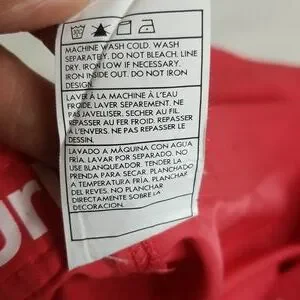 MACHINE WASH COLD. WASH
SEPARATELY. DO NOT BLEACH. LINE
DRY. IRON LOW IF NECESSARY.
IRON INSIDE OUT. DO NOT IRON
DESIGN.
LAVER À LA MACHINE À L'EAU
FROIDE, LAVER SEPAREMENT. NE
PAS JAVELLISER. SECHER AU FIL.
REPASSER AU FER FROID. REPASSER
À L'ENVERS. NE PAS REPASSER LE
DESSIN.
LAVADO A MÁQUINA CON AGUA
FRÍA. LAVAR POR SEPARADO. NO
USE BLANQUEADOR. TENDER LA
PRENDA PARA SECAR. PLANCHADO
A TEMPERATURA FRÍA. PLANCHAR
DEL REVES. NO PLANCHAR
DIRECTAMENTE SOBRE LA
DECORACION.